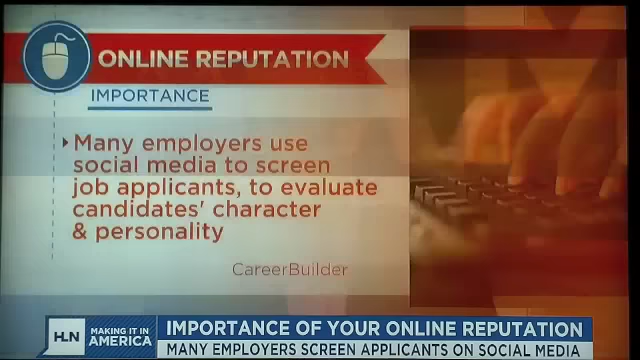 ONLINE REPUTATION
IMPORTANCE
Many employers use
social media to screen
job applicants, to evaluate
candidates' character
& personality
CareerBuilder
HLN
MAKING IT IN
AMERICA
IMPORTANCE OF YOUR ONLINE REPUTATION
MANY EMPLOYERS SCREEN APPLICANTS ON SOCIAL MEDIA